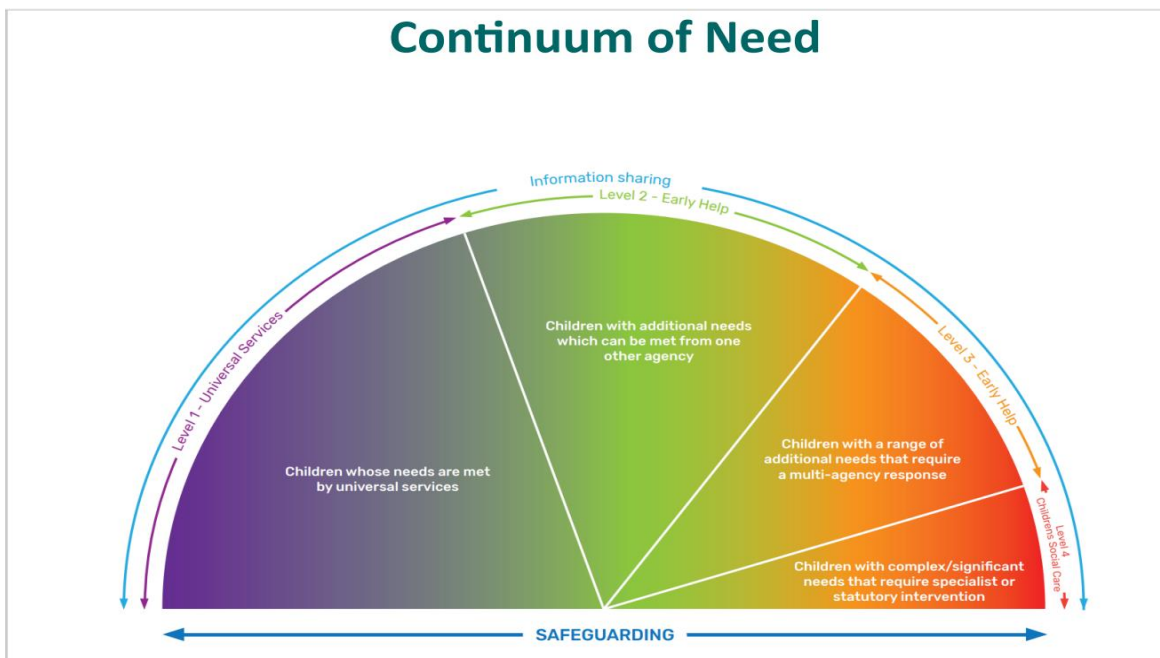 Continuum of Need
Information sharing
Level 2 - Early Help
Level 1 - Universal Services
Level 3 - Early Help
Level 4
Childrens Social Care
Children with additional needs
which can be met from one
other agency
Children whose needs are met
by universal services
Children with a range of
additional needs that require
a multi-agency response
Children with complex/significant
needs that require specialist or
statutory intervention
SAFEGUARDING